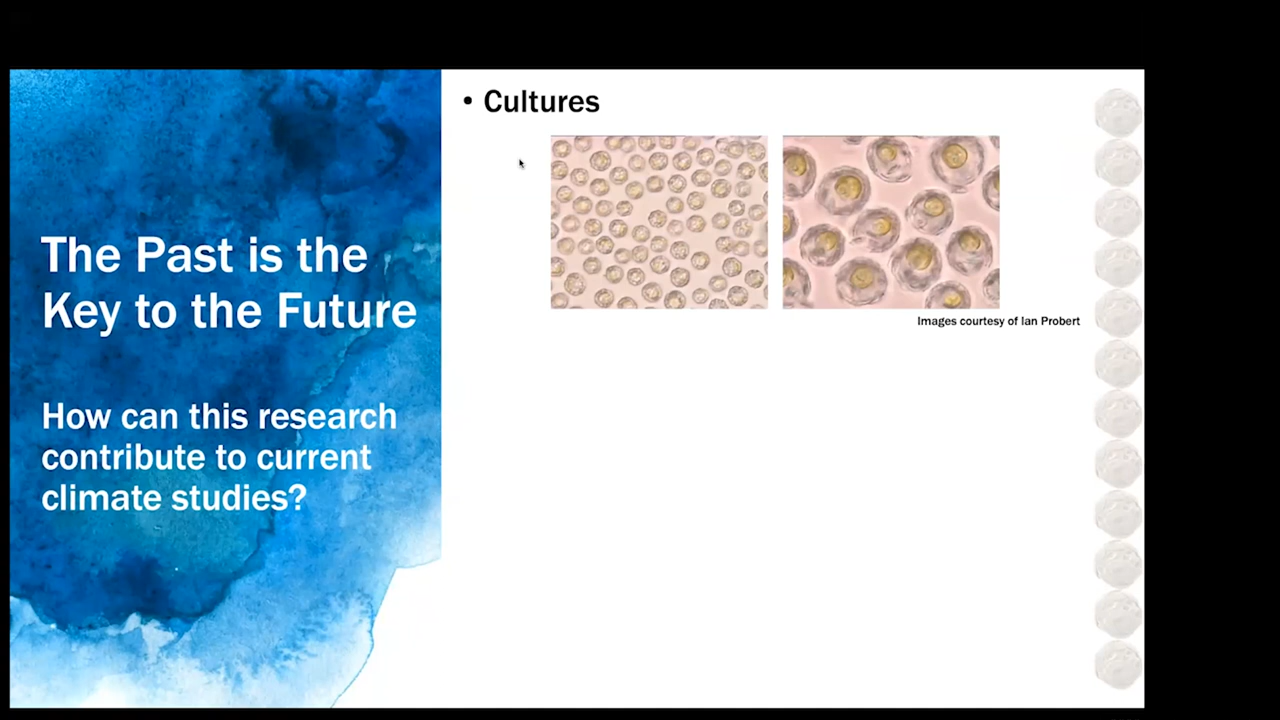 The Past is the
Key to the Future
How can this research
contribute to current
climate studies?
• Cultures
Images courtesy of Ian Probert